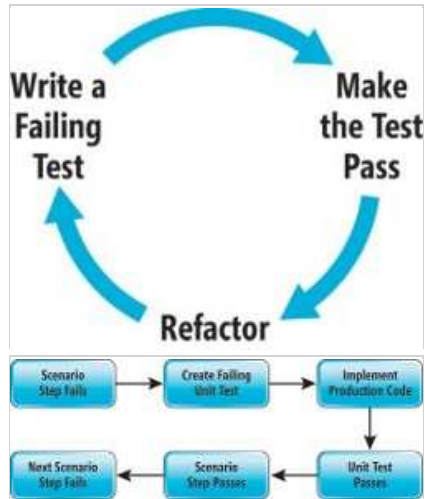 Write a
Failing
Test
Make
the Test
Pass
Refactor
Scenario
Step Fails
Create Failing
Unit Test
Implement
Production Code
Unit Test
Passes
Scenario
Step Passes
Next Scenario
Step Fails